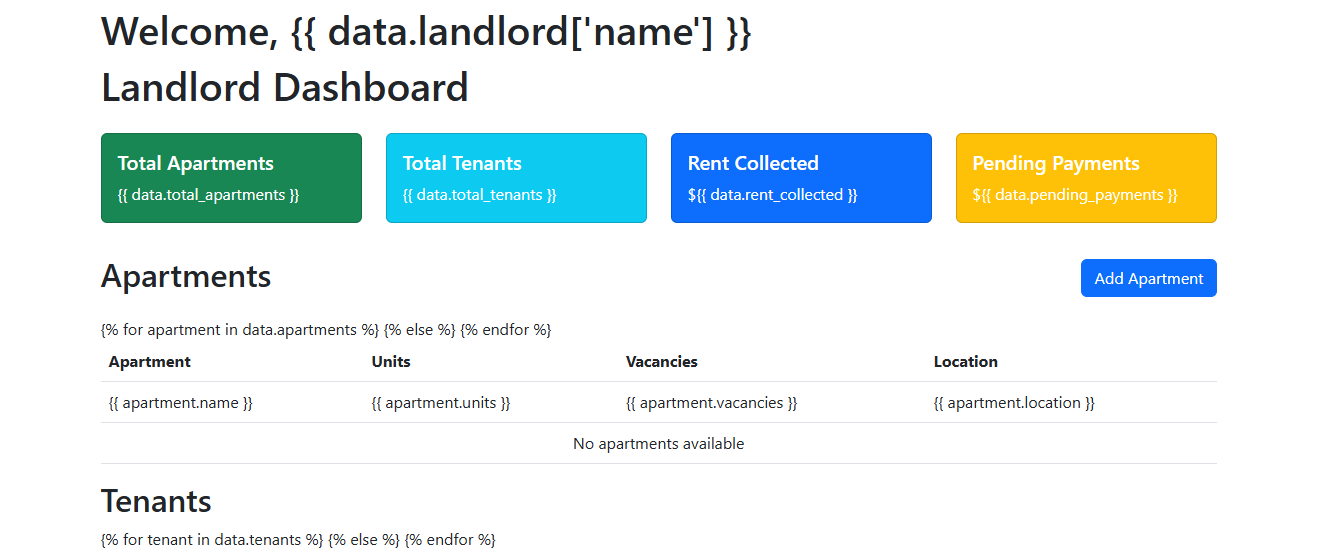 Welcome, {{ data.landlord['name'] }}
Landlord Dashboard
Total Apartments
{{ data.total_apartments }}
Total Tenants
{{ data.total_tenants }}
Rent Collected
${{ data.rent_collected }}
Pending Payments
${{ data.pending_payments }}
Apartments
Add Apartment
{% for apartment in data.apartments %} {% else %} {% endfor %}
Apartment Units Vacancies Location
{{ apartment.name }} {{ apartment.units }} {{ apartment.vacancies }} {{ apartment.location }}
No apartments available
Tenants
{% for tenant in data.tenants %} {% else %} {% endfor %}